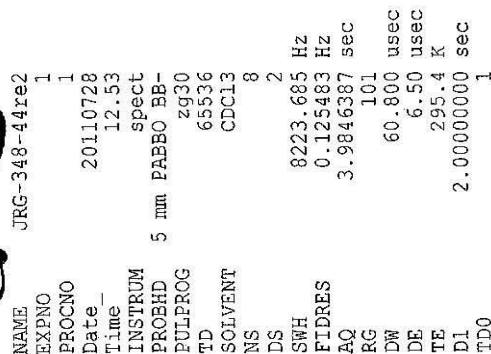 NAME JRG-348-44re2
EXPNO 1
PROCNO 1
Date_ 20110728
Time 12.53
INSTRUM spect
PROBHD 5 mm PABBO BB-
PULPROG zg30
TD 65536
SOLVENT CDCl3
NS 8
DS 2
SWH 8223.685 Hz
FIDRES 0.125483 Hz
AQ 3.9846387 sec
RG 101
DW 60.800 usec
DE 6.50 usec
TE 295.4 K
D1 2.00000000 sec
TD0 1